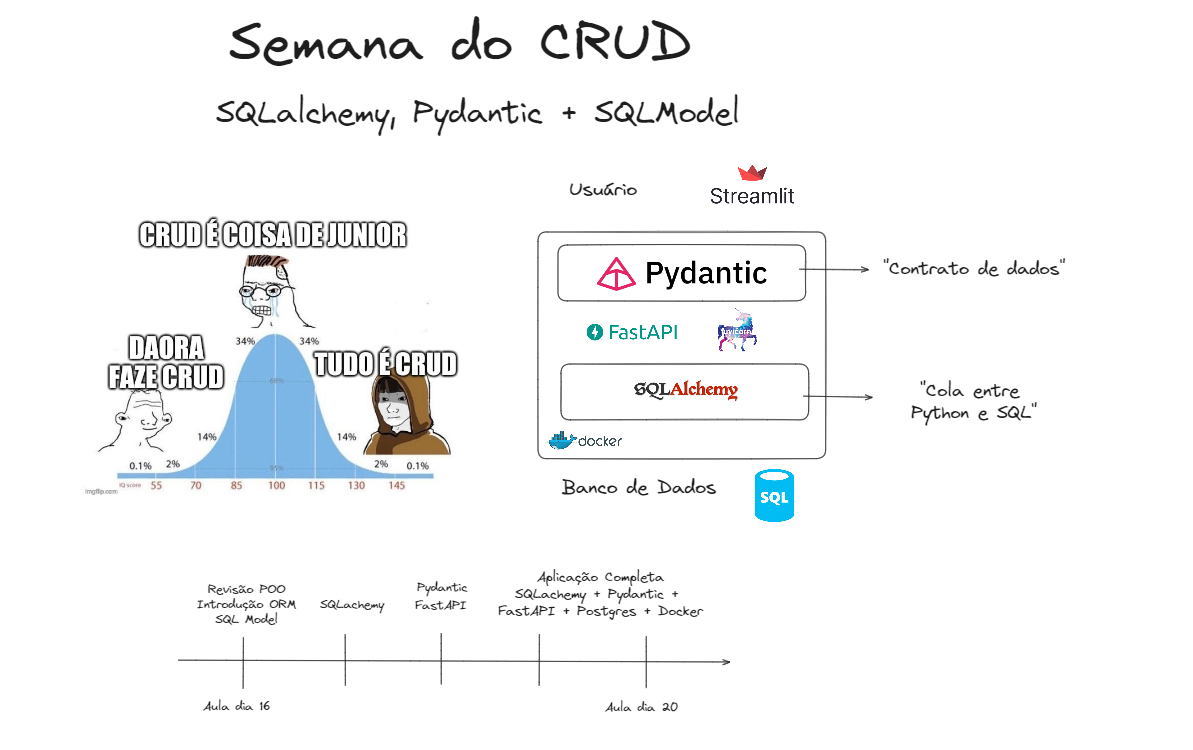 Semana do CRUD
SQLalchemy, Pydantic + SQLModel
CRUD É COISA DE JUNIOR
DAORA
FAZE CRUD
TUDO É CRUD
34%
34%
68%
14%
14%
0.1%
2%
95%
2%
0.1%
IQ score
55
70
85
100
115
130
145
imgflip.com
Usuário
Streamlit
Pydantic
"Contrato de dados"
FastAPI
UVICORN
SQLAlchemy
"Cola entre
Python e SQL"
docker
Banco de Dados
SQL
Revisão POO
Introdução ORM
SQL Model
SQLachemy
Pydantic
FastAPI
Aplicação Completa
SQLachemy + Pydantic +
FastAPI + Postgres + Docker
Aula dia 16
Aula dia 20